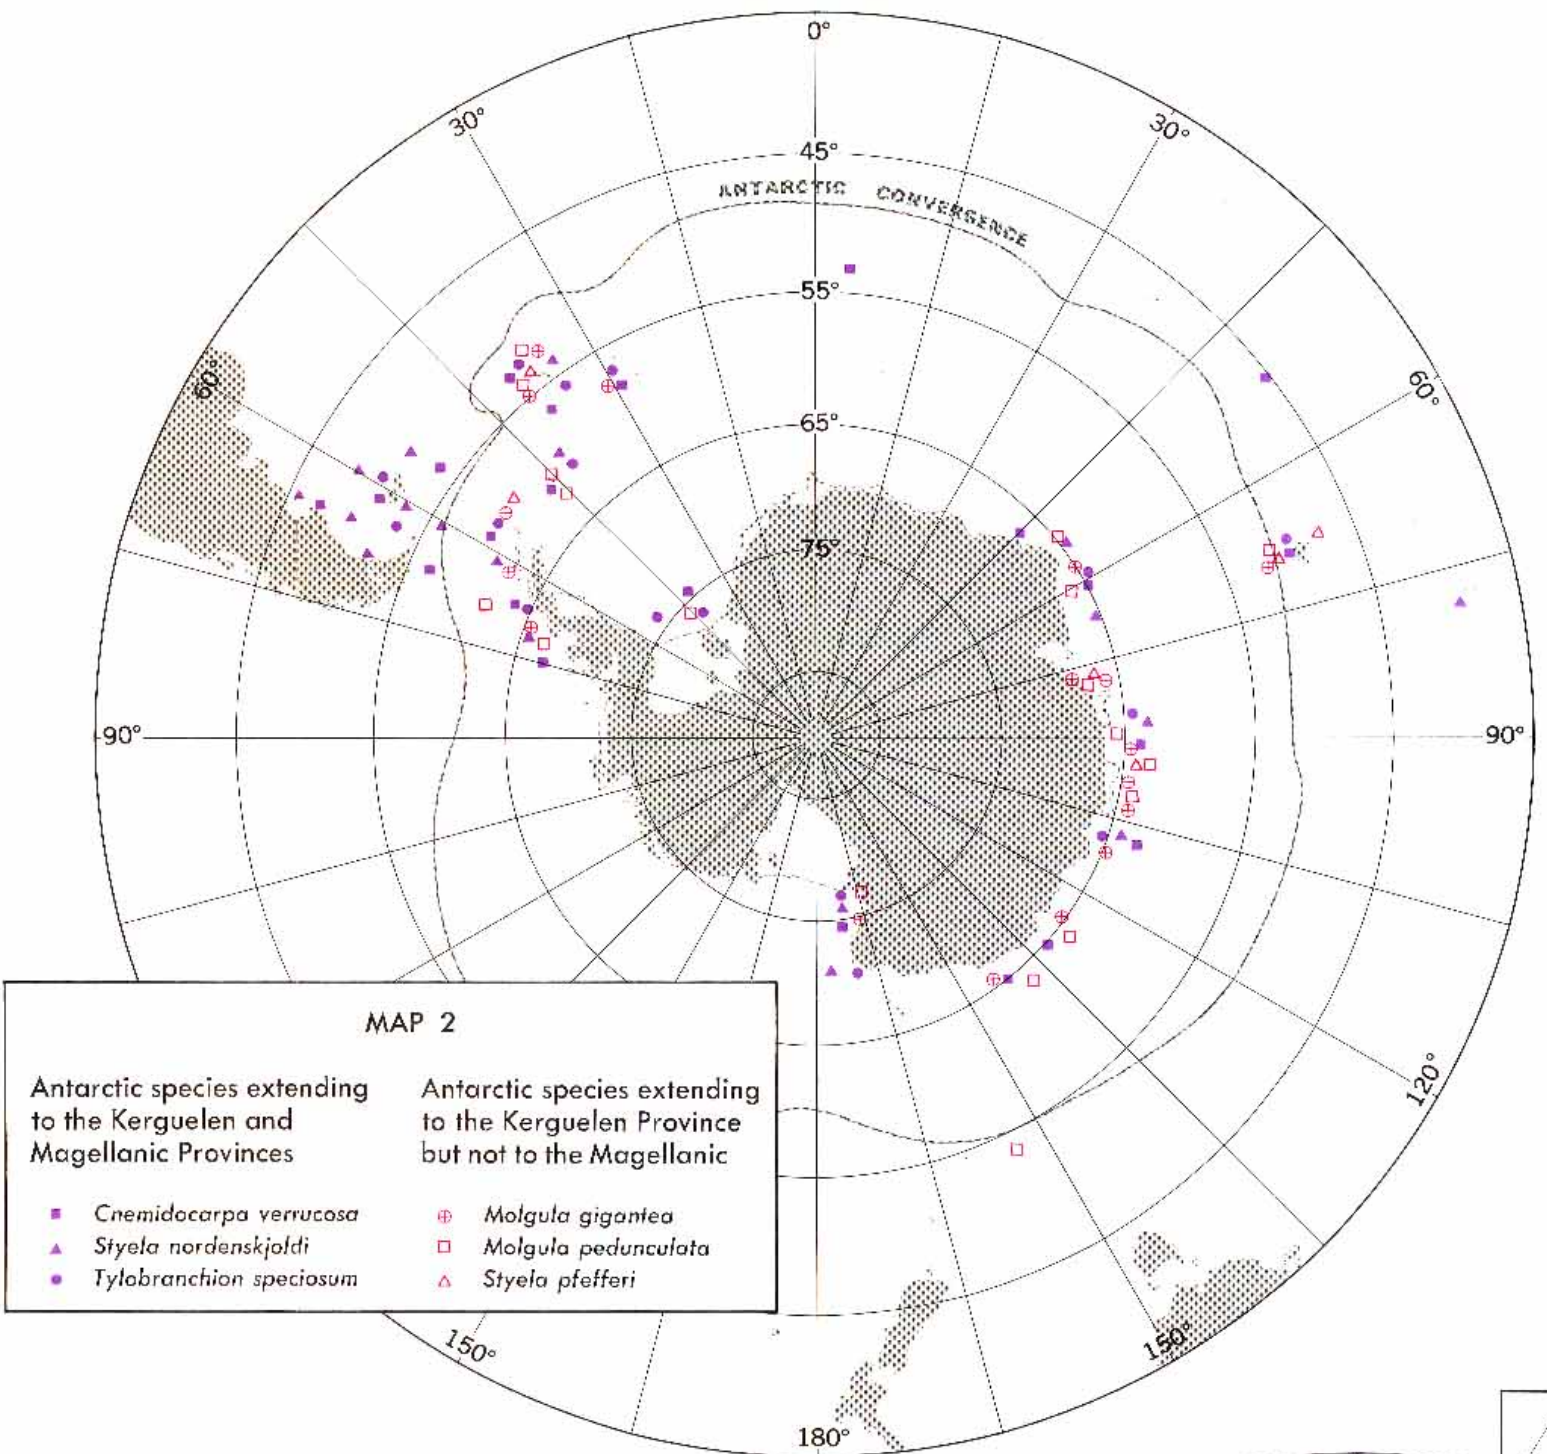 0°
30°
30°
45°
ANTARCTIC CONVERGENCE
55°
60°
60°
65°
75°
90°
90°
MAP 2
Antarctic species extending
to the Kerguelen and
Magellanic Provinces
Cnemidocarpa verrucosa
Styela nordenskjoldi
Tylobranchion speciosum
Antarctic species extending
to the Kerguelen Province
but not to the Magellanic
Molgula gigantea
Molgula pedunculata
Styela pfefferi
120°
150°
150°
180°